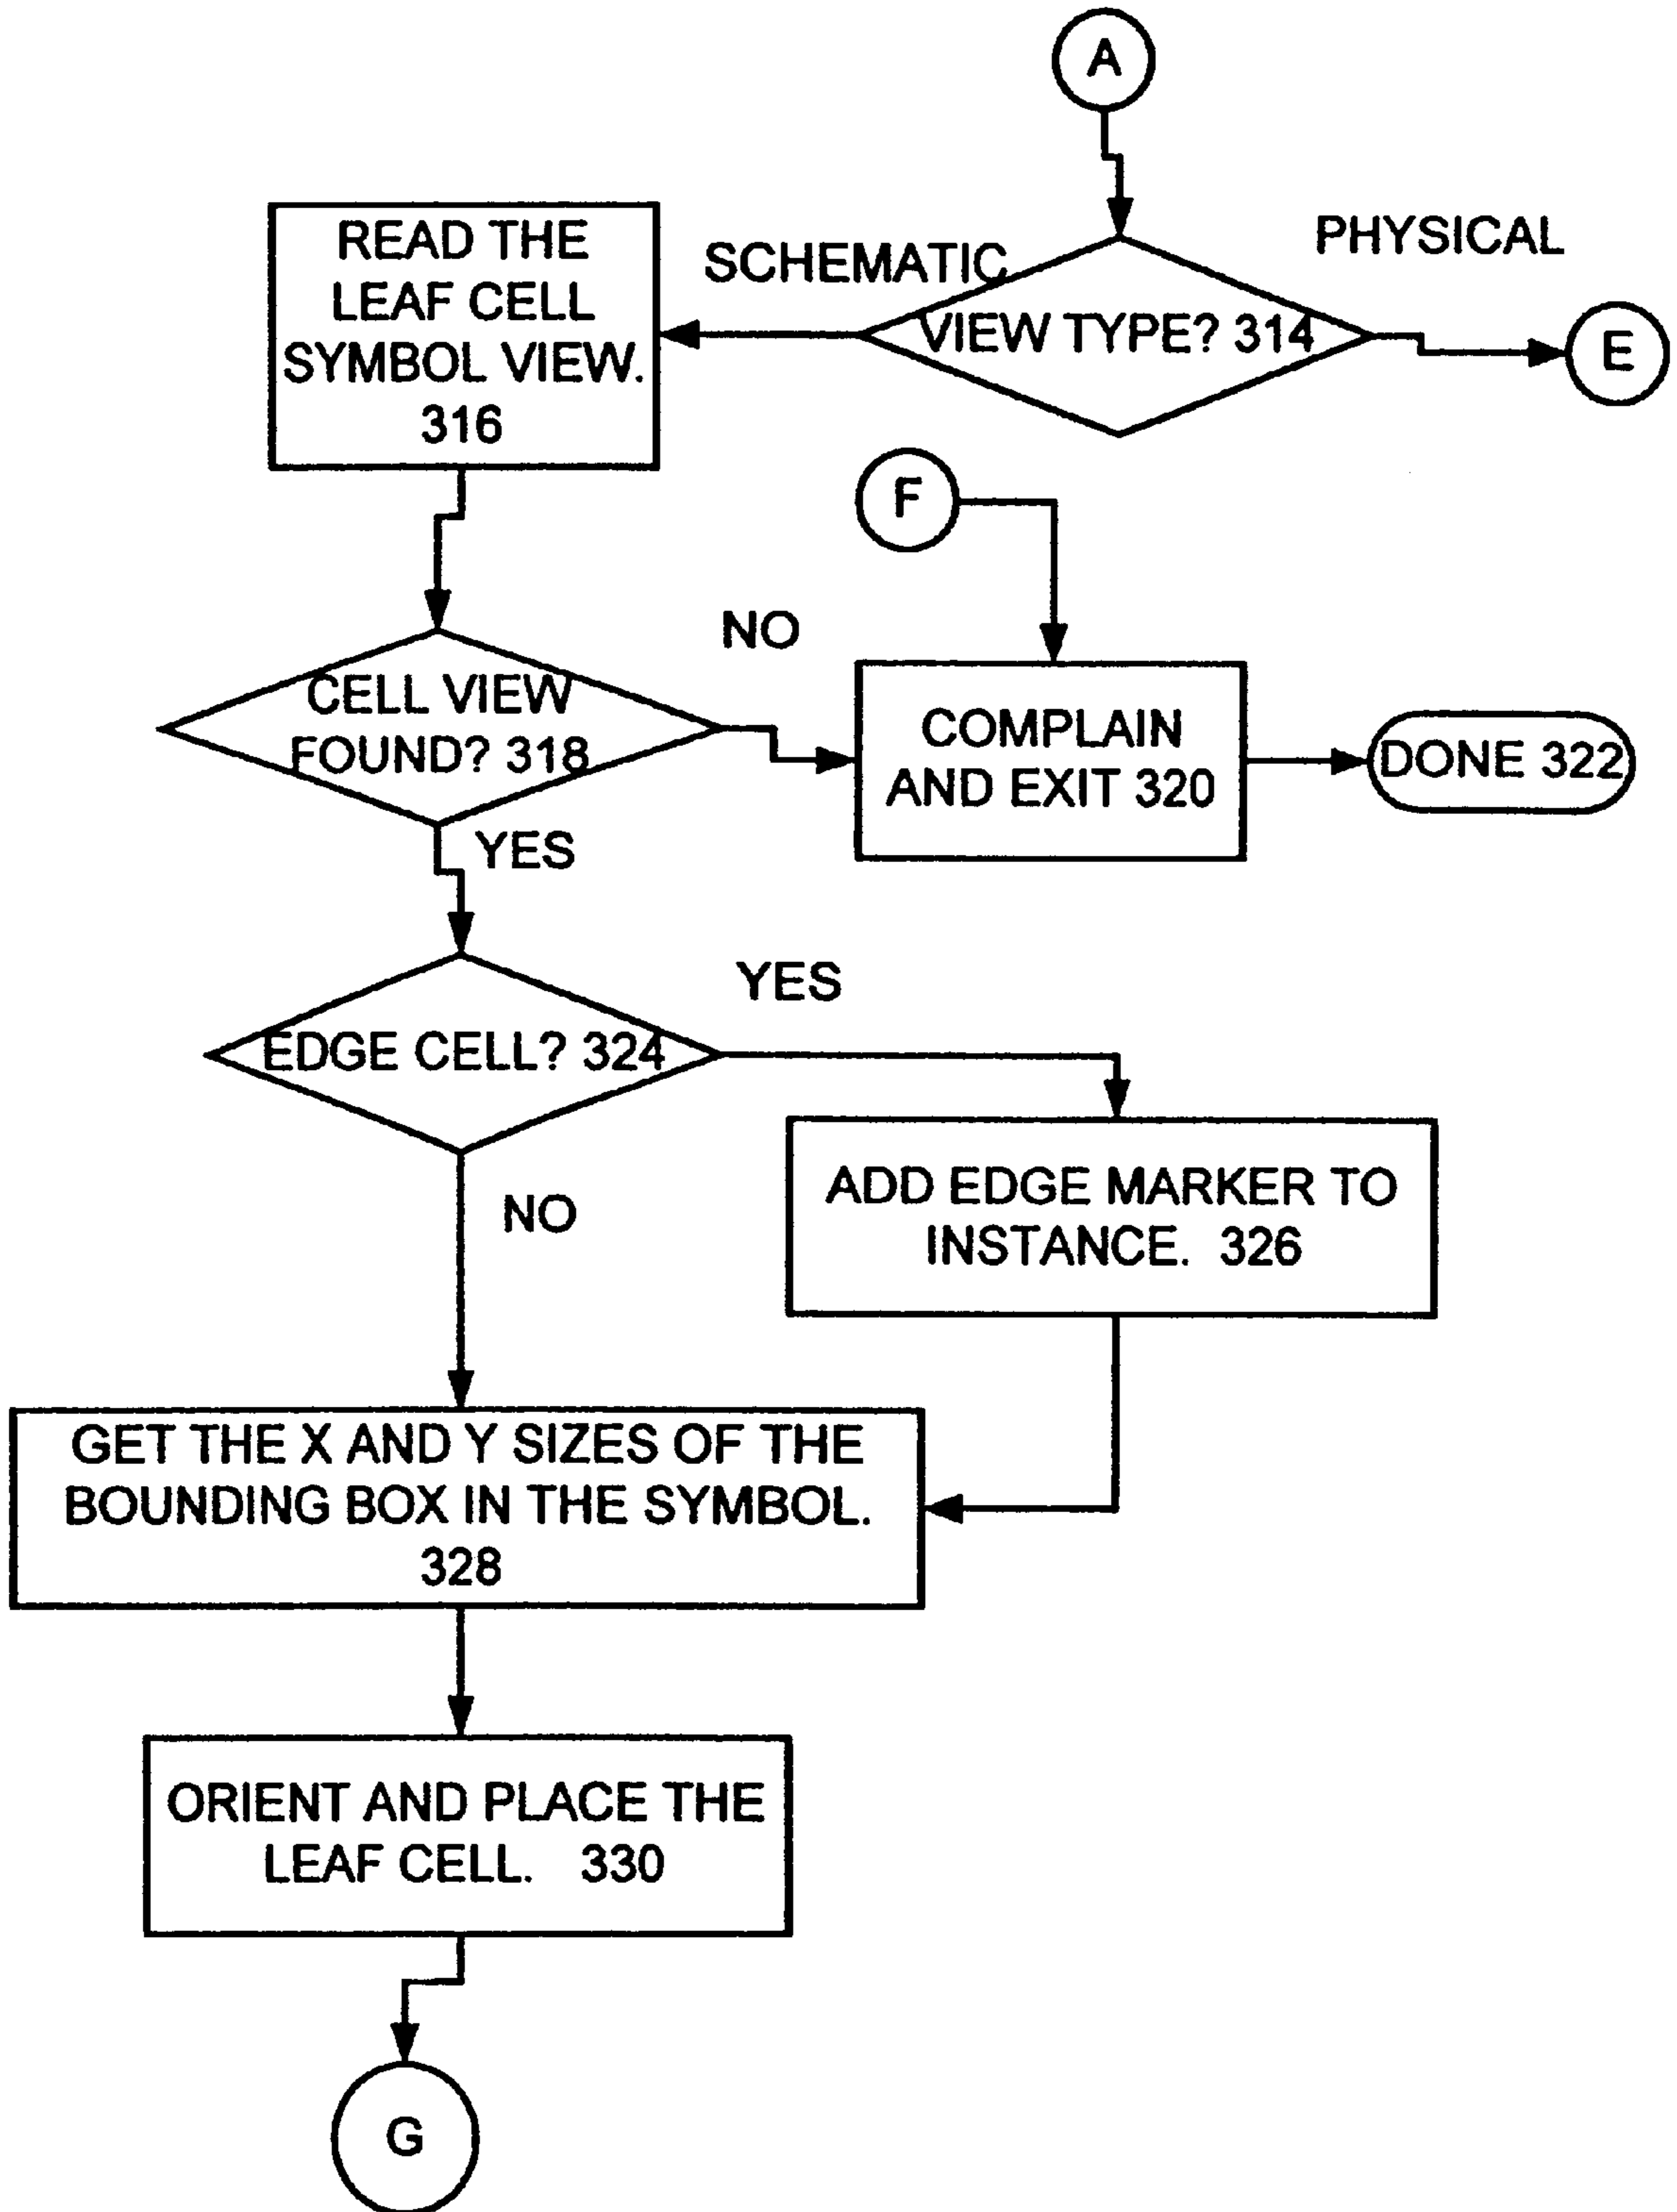 A
PHYSICAL
SCHEMATIC
READ THE
LEAF CELL
SYMBOL VIEW.
316
VIEW TYPE? 314
E
F
NO
CELL VIEW
FOUND? 318
COMPLAIN
AND EXIT 320
DONE 322
YES
YES
EDGE CELL? 324
ADD EDGE MARKER TO
INSTANCE. 326
NO
GET THE X AND Y SIZES OF THE
BOUNDING BOX IN THE SYMBOL.
328
ORIENT AND PLACE THE
LEAF CELL. 330
G